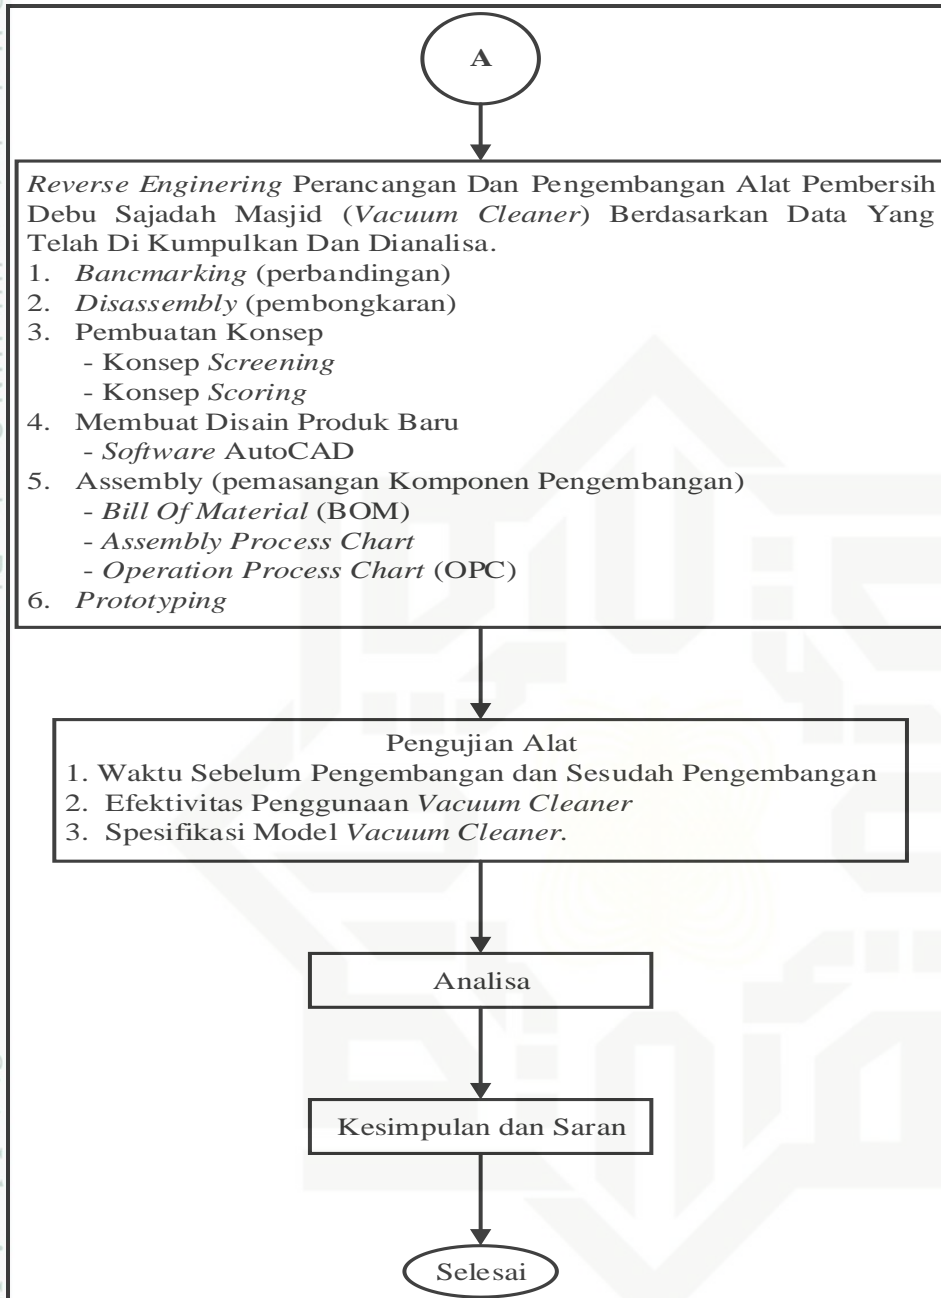 A
Reverse Enginering Perancangan Dan Pengembangan Alat Pembersih
Debu Sajadah Masjid (Vacuum Cleaner) Berdasarkan Data Yang
Telah Di Kumpulkan Dan Dianalisa.
1. Bancmarking (perbandingan)
2. Disassembly (pembongkaran)
3. Pembuatan Konsep
- Konsep Screening
- Konsep Scoring
4. Membuat Disain Produk Baru
- Software AutoCAD
5. Assembly (pemasangan Komponen Pengembangan)
- Bill Of Material (BOM)
- Assembly Process Chart
- Operation Process Chart (OPC)
6. Prototyping
Pengujian Alat
1. Waktu Sebelum Pengembangan dan Sesudah Pengembangan
2. Efektivitas Penggunaan Vacuum Cleaner
3. Spesifikasi Model Vacuum Cleaner.
Analisa
Kesimpulan dan Saran
Selesai